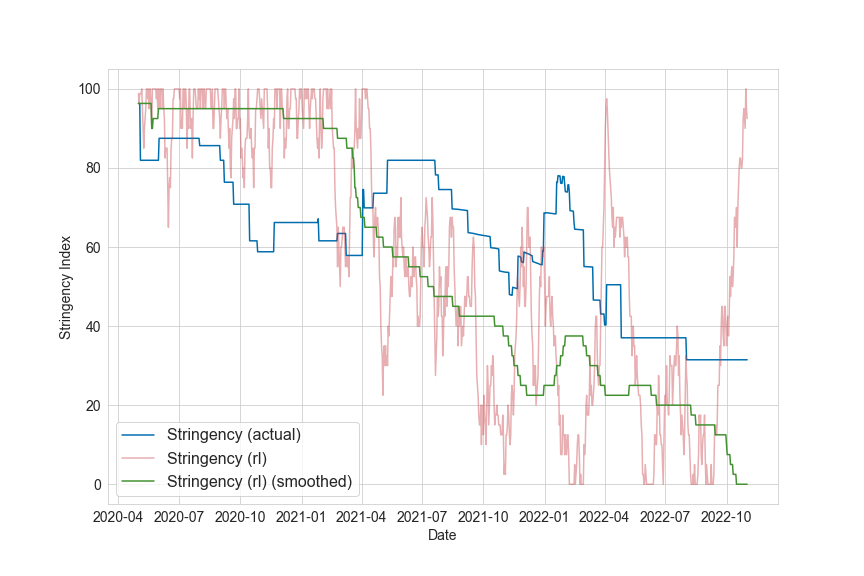 100
80
60
40
20
0
Stringency Index
Stringency (actual)
Stringency (rl)
Stringency (rl) (smoothed)
2020-04 2020-07 2020-10 2021-01 2021-04 2021-07 2021-10 2022-01 2022-04 2022-07 2022-10
Date